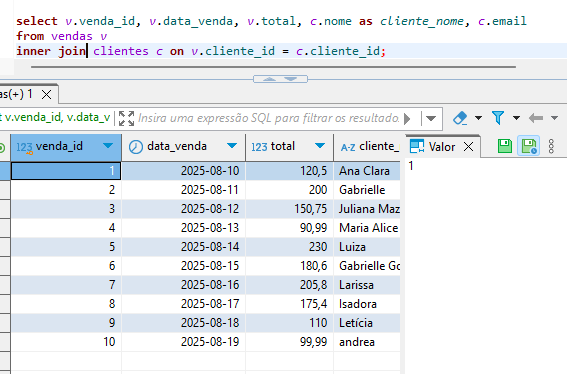 select v.venda_id, v.data_venda, v.total, c.nome as cliente_nome, c.email
from vendas v
inner join clientes c on v.cliente_id = c.cliente_id;
as(+) 1
t v.venda_id, v.data_v Insira uma expressão SQL para filtrar os resultado.
123 venda_id data_venda 123 total A-Z cliente_ Valor
1 2025-08-10 120,5 Ana Clara 1
2 2025-08-11 200 Gabrielle
3 2025-08-12 150,75 Juliana Maz
4 2025-08-13 90,99 Maria Alice
5 2025-08-14 230 Luiza
6 2025-08-15 180,6 Gabrielle Go
7 2025-08-16 205,8 Larissa
8 2025-08-17 175,4 Isadora
9 2025-08-18 110 Letícia
10 2025-08-19 99,99 andrea